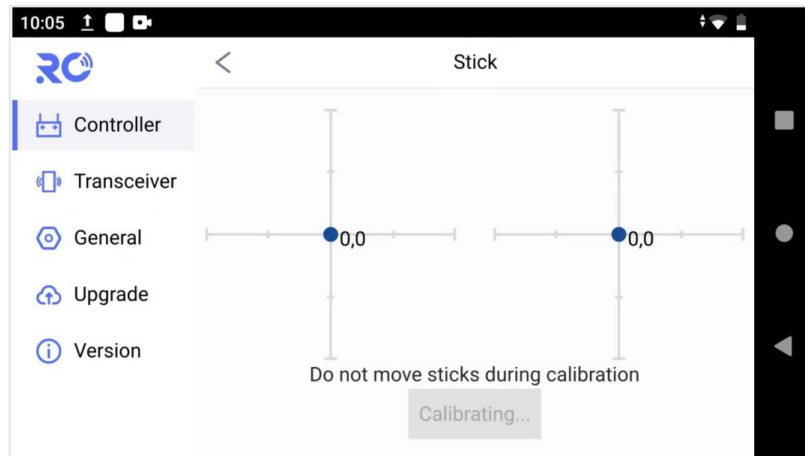 10:05
RC
Stick
Controller
Transceiver
General
Upgrade
Version
0,0
0,0
Do not move sticks during calibration
Calibrating...